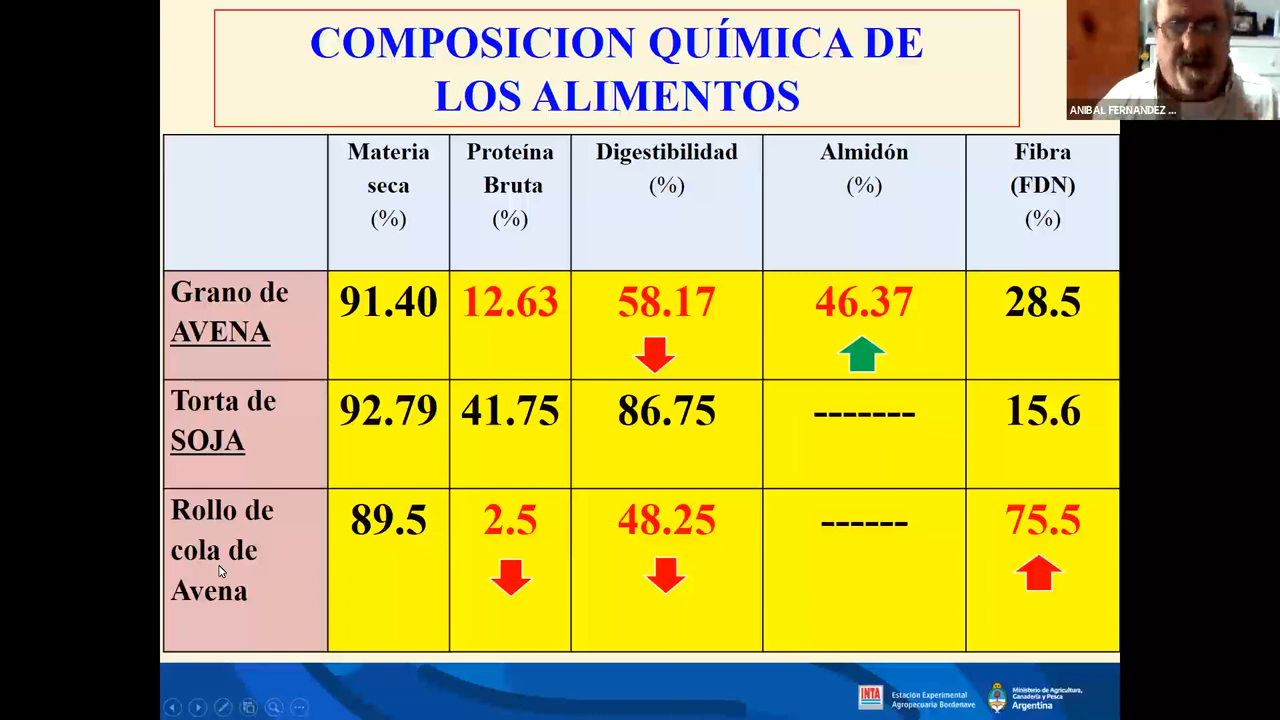 COMPOSICION QUÍMICA DE
LOS ALIMENTOS
ANIBAL FERNANDEZ ...
Materia
seca
(%)
Proteína
Bruta
(%)
Digestibilidad
(%)
Almidón
(%)
Fibra
(FDN)
(%)
Grano de
AVENA
91.40
12.63
58.17
46.37
28.5
Torta de
SOJA
92.79
41.75
86.75
-------
15.6
Rollo de
cola de
Avena
89.5
2.5
48.25
------
75.5
INTA
Estación Experimental
Agropecuaria Bordenave
Ministerio de Agricultura,
Ganadería y Pesca
Argentina